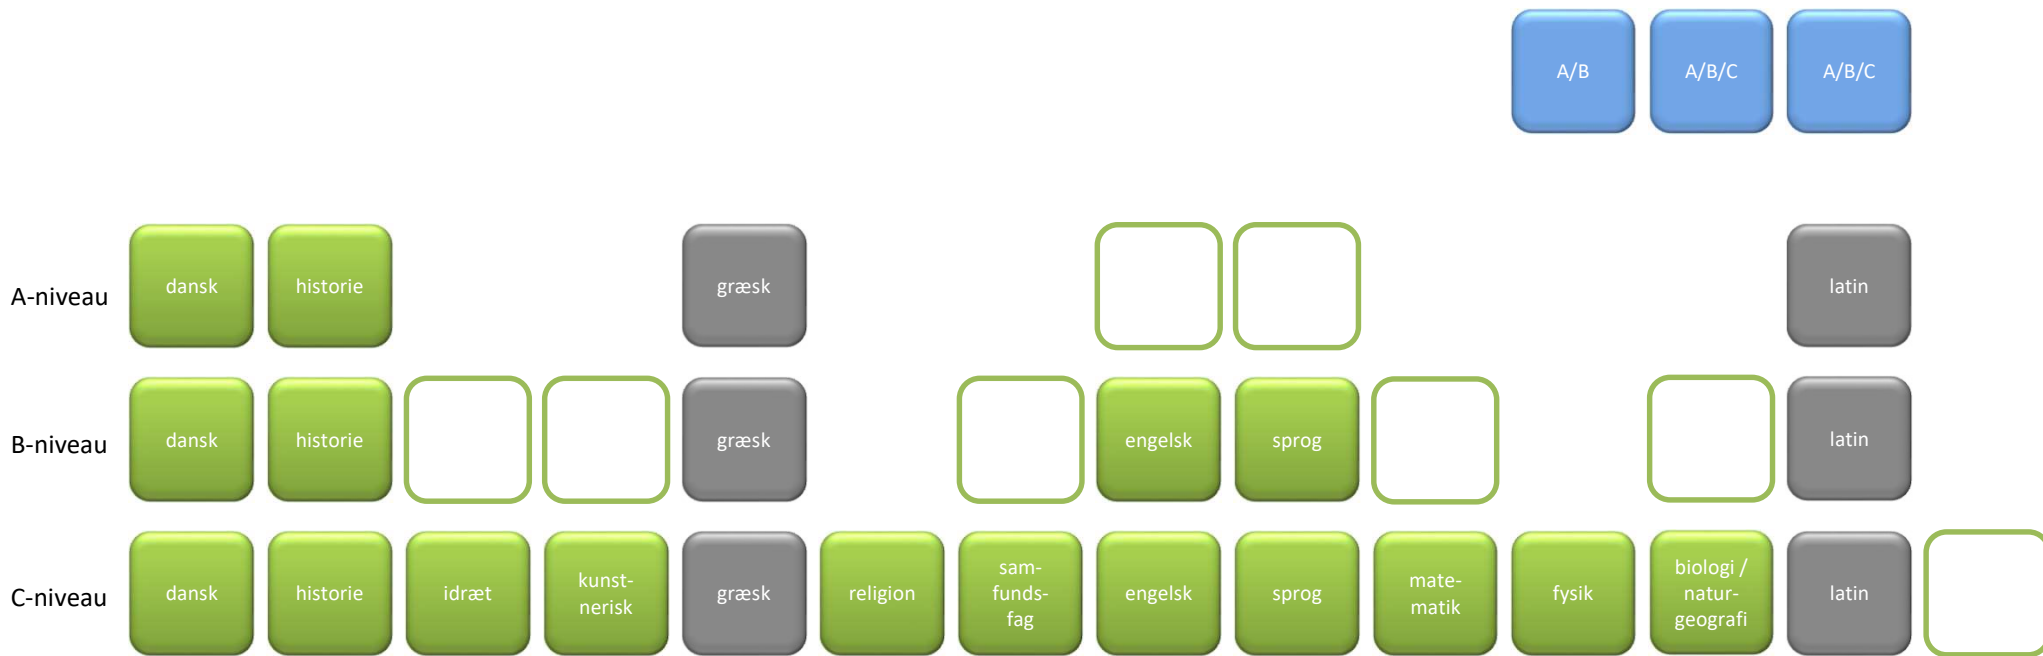 A/B A/B/C A/B/C
A-niveau dansk historie græsk latin
B-niveau dansk historie græsk engelsk sprog latin
C-niveau dansk historie idræt kunst-
nerisk græsk religion sam-
funds-
fag engelsk sprog mate-
matik fysik biologi /
natur-
geografi latin